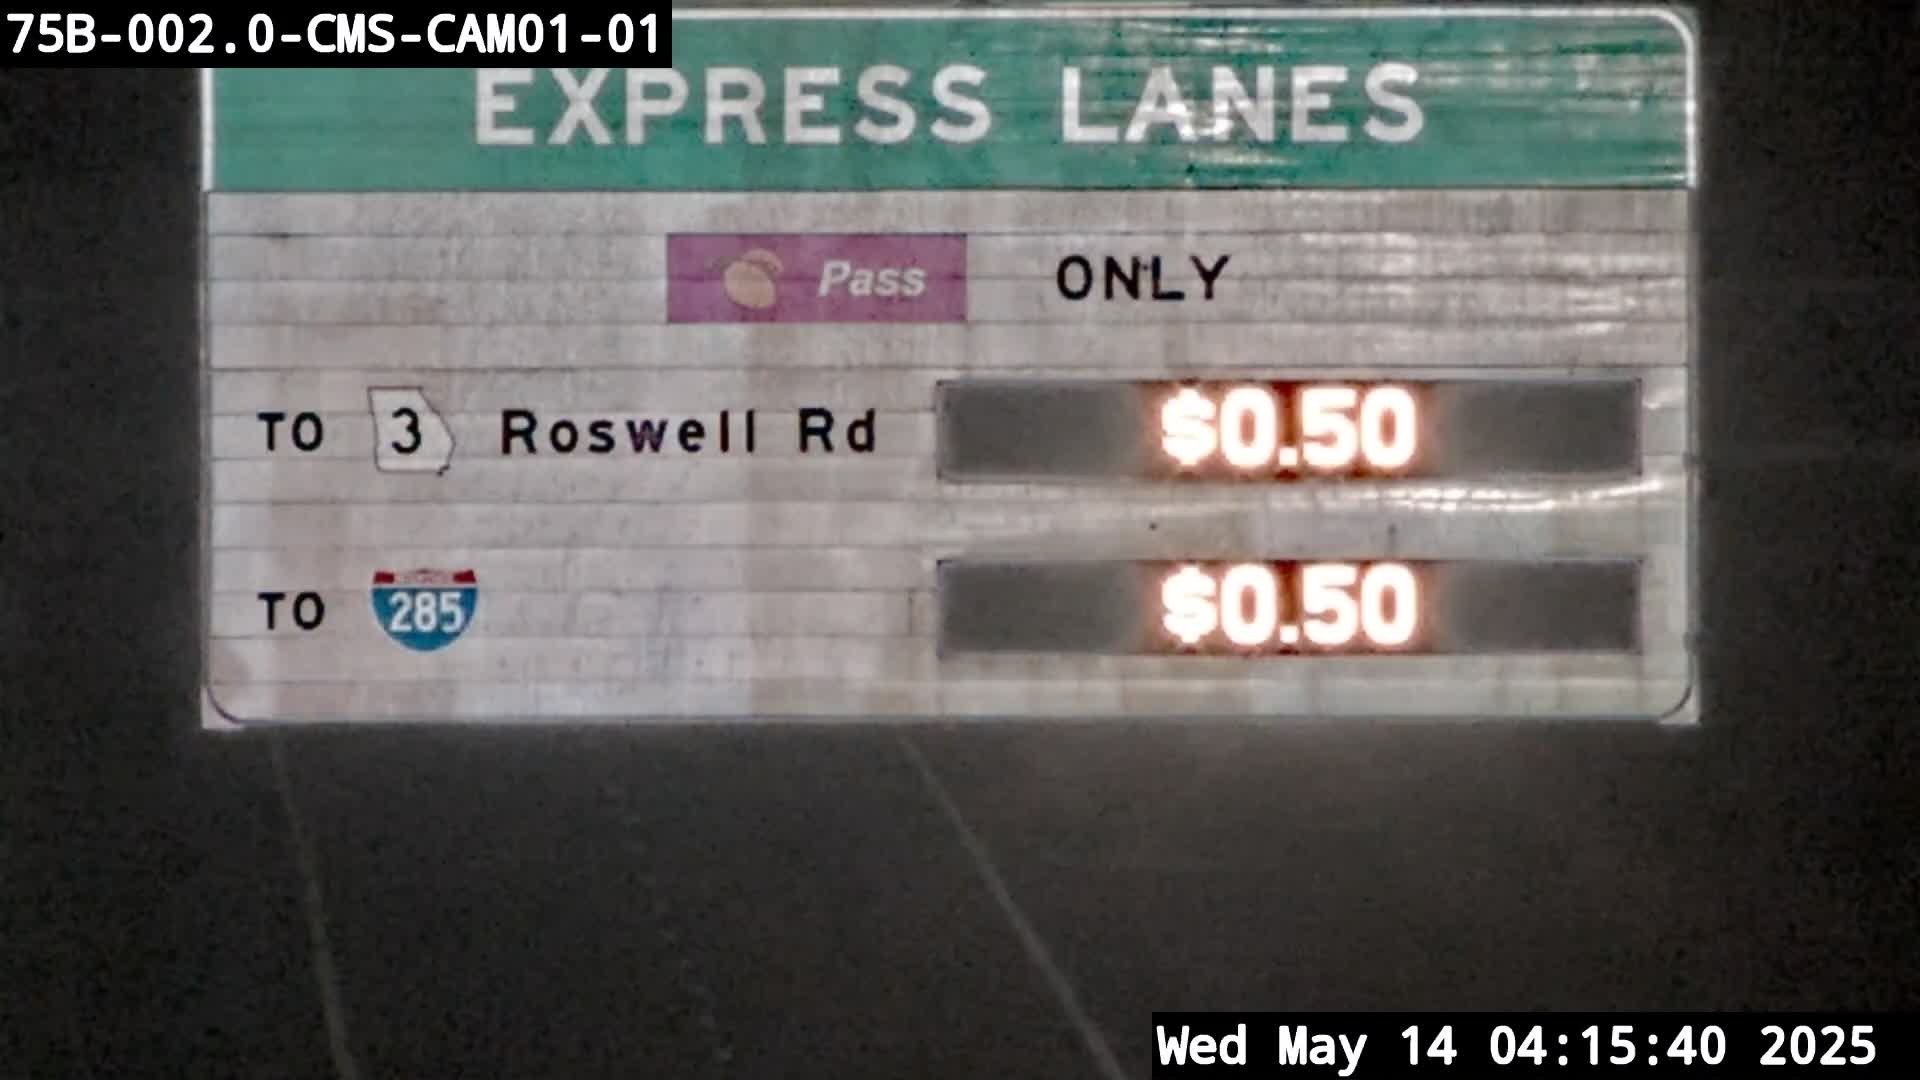 75B-002.0-CMS-CAM01-01
EXPRESS LANES
Pass ONLY
TO 3 Roswell Rd $0.50
TO 285 $0.50
Wed May 14 04:15:40 2025